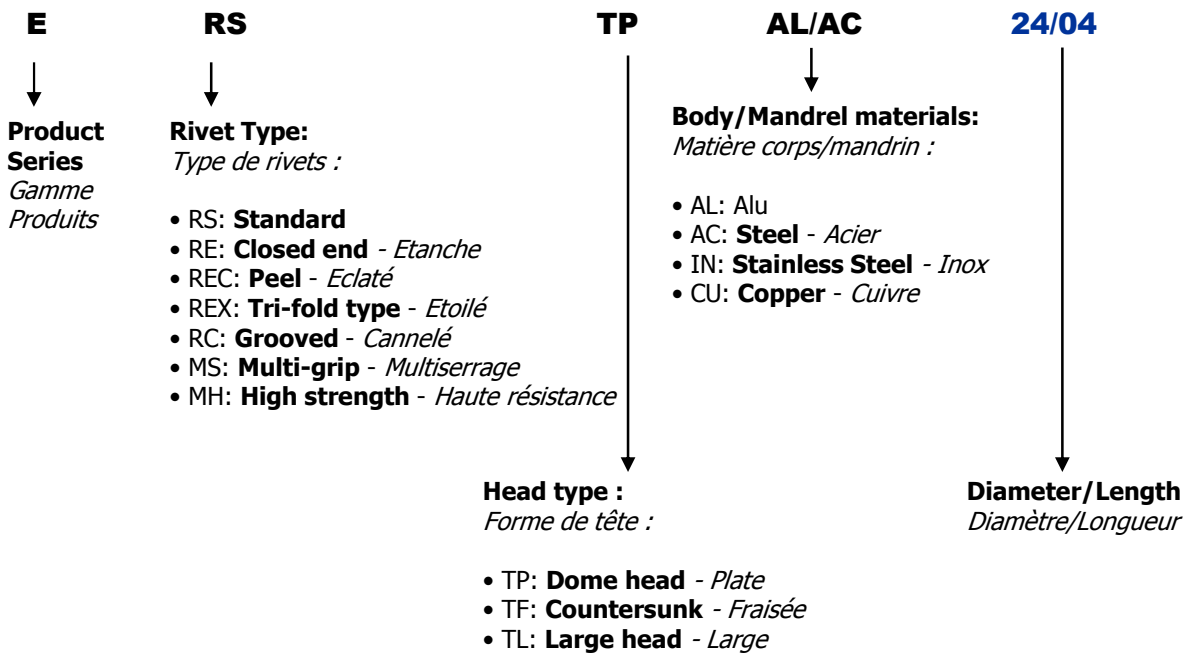 E RS TP AL/AC 24/04
Product
Series
Gamme
Produits
Rivet Type:
Type de rivets :
• RS: Standard
• RE: Closed end - Etanche
• REC: Peel - Eclaté
• REX: Tri-fold type - Etoilé
• RC: Grooved - Cannelé
• MS: Multi-grip - Multiserrage
• MH: High strength - Haute résistance
Body/Mandrel materials:
Matière corps/mandrin :
• AL: Alu
• AC: Steel - Acier
• IN: Stainless Steel - Inox
• CU: Copper - Cuivre
Head type :
Forme de tête :
• TP: Dome head - Plate
• TF: Countersunk - Fraisée
• TL: Large head - Large
Diameter/Length
Diamètre/Longueur